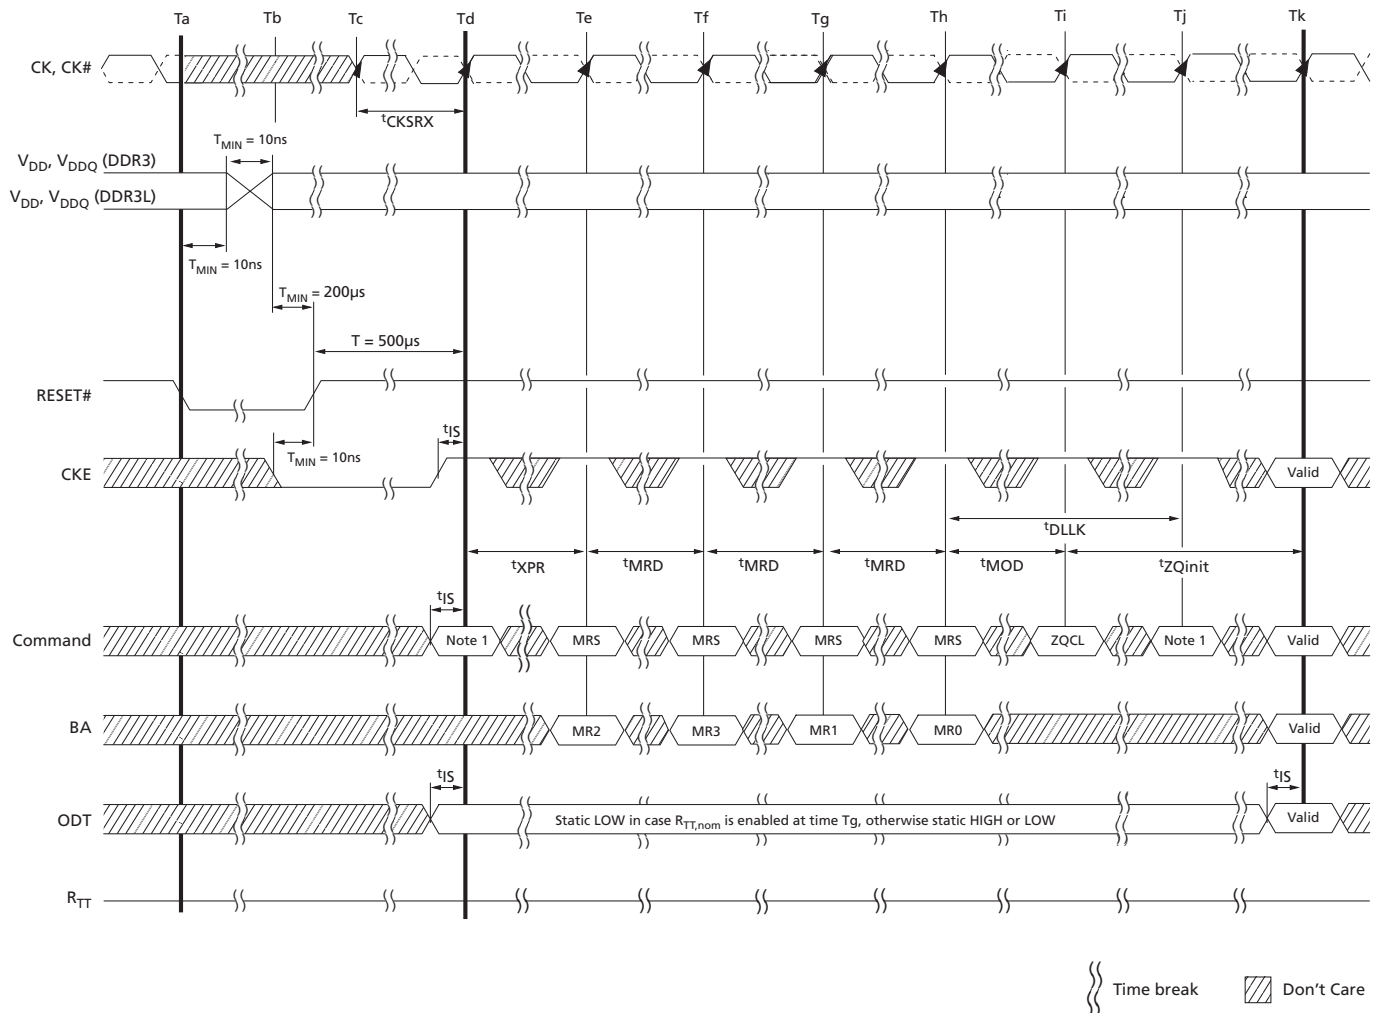 Ta Tb Tc Td Te Tf Tg Th Ti Tj Tk
CK, CK#
tCKSRX
TMIN = 10ns
VDD, VDDQ (DDR3)
VDD, VDDQ (DDR3L)
TMIN = 10ns
TMIN = 200µs
T = 500µs
RESET#
tIS
TMIN = 10ns
CKE
Valid
tDLLK
tXPR tMRD tMRD tMRD tMOD tZQinit
tIS
Command Note 1 MRS MRS MRS MRS ZQCL Note 1 Valid
BA MR2 MR3 MR1 MR0 Valid
tIS tIS
ODT Static LOW in case RTT,nom is enabled at time Tg, otherwise static HIGH or LOW Valid
RTT
Time break Don't Care